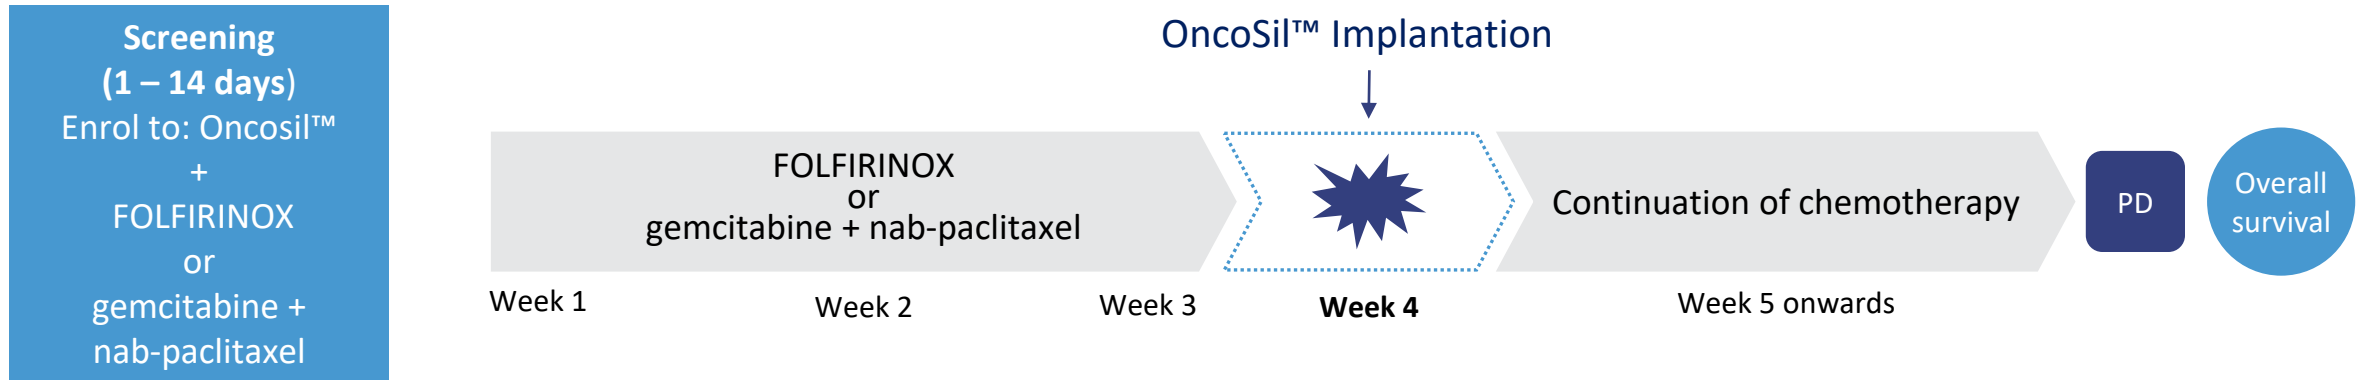 Screening
(1 – 14 days)
Enrol to: Oncosil™
+
FOLFIRINOX
or
gemcitabine +
nab-paclitaxel
OncoSil™ Implantation
FOLFIRINOX
or
gemcitabine + nab-paclitaxel
Continuation of chemotherapy
PD
Overall
survival
Week 1
Week 2
Week 3
Week 4
Week 5 onwards